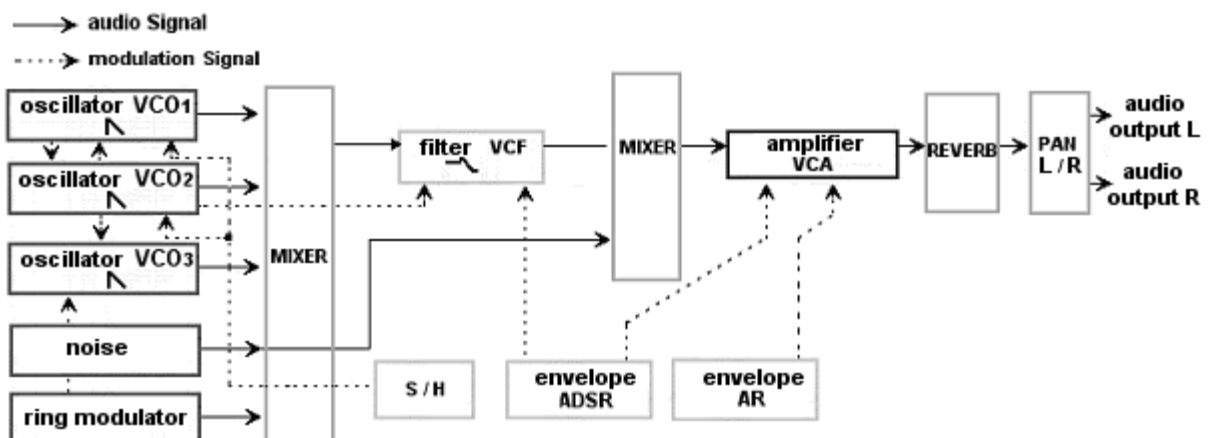 audio Signal
modulation Signal
oscillator VCO1
oscillator VCO2
oscillator VCO3
noise
ring modulator
MIXER
filter VCF
S / H
envelope
ADSR
envelope
AR
MIXER
amplifier
VCA
REVERB
PAN
L / R
audio
output L
audio
output R